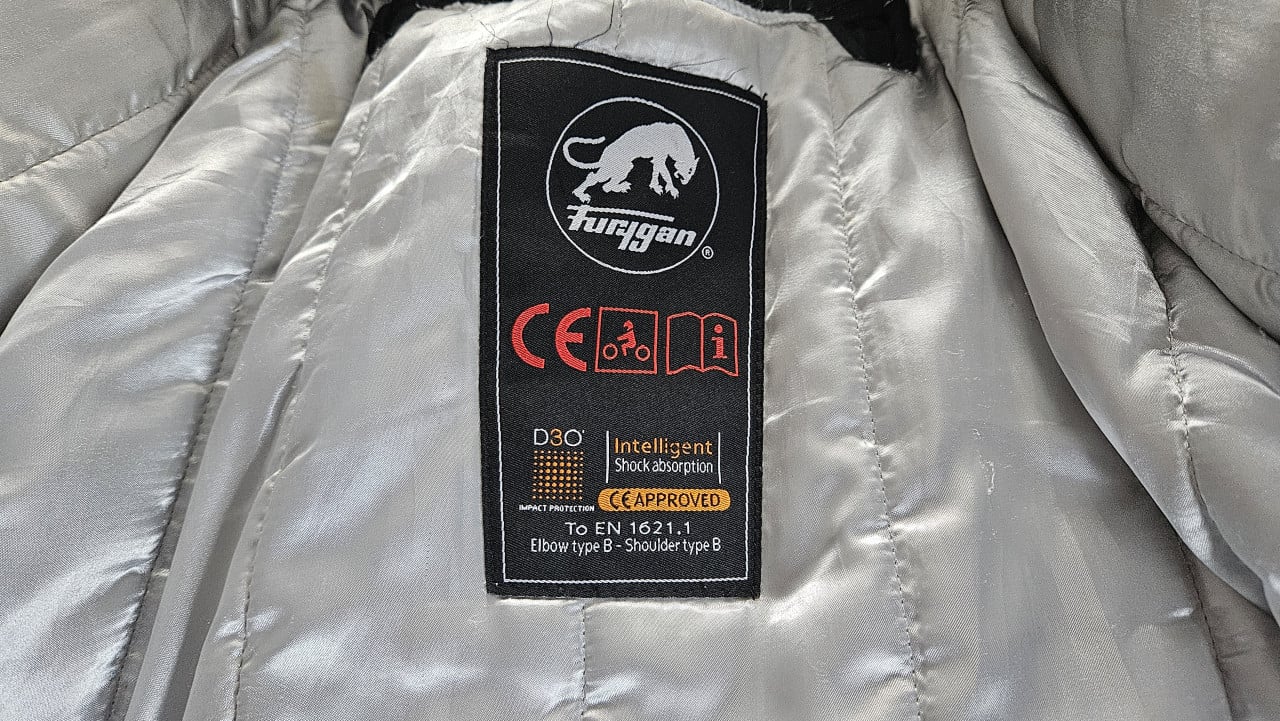 Furygan
®
CE i
D3O
Intelligent
Shock absorption
IMPACT PROTECTION
CE APPROVED
To EN 1621.1
Elbow type B - Shoulder type B